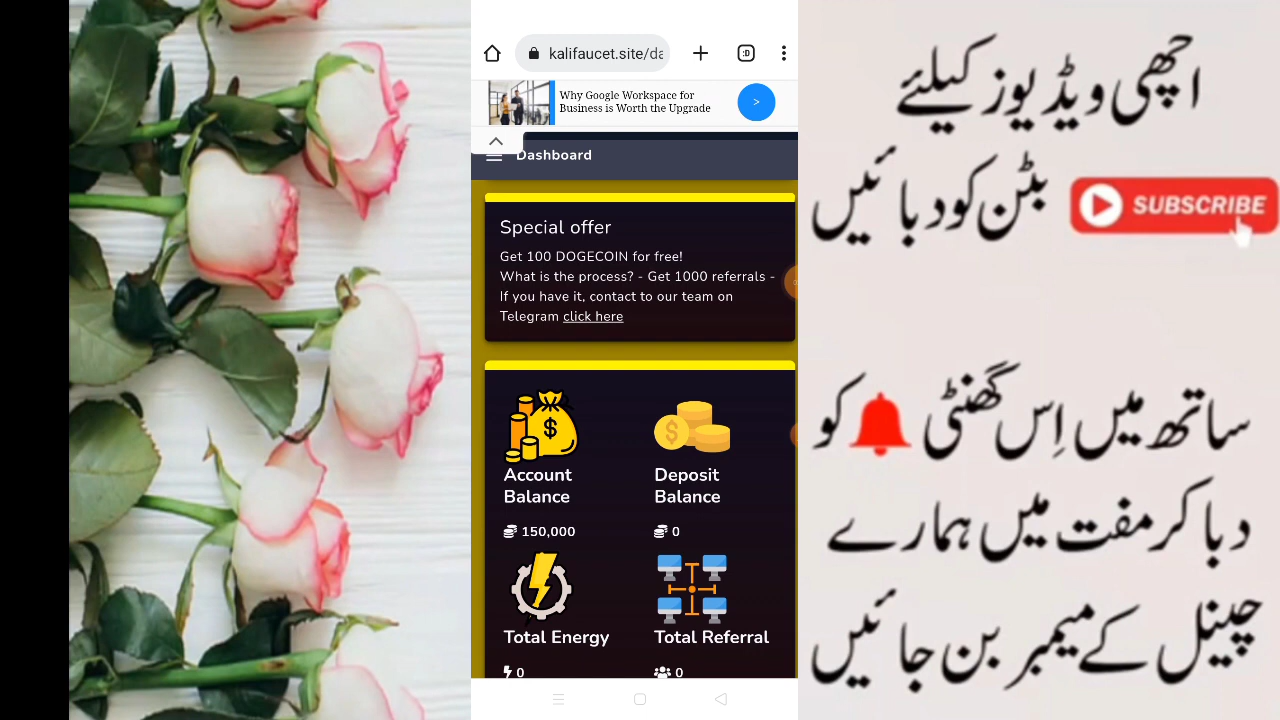 kalifaucet.site/da
:D
Why Google Workspace for
Business is Worth the Upgrade
>
Dashboard
Special offer
Get 100 DOGECOIN for free!
What is the process? - Get 1000 referrals -
If you have it, contact to our team on
Telegram click here
Account
Balance
150,000
Deposit
Balance
0
Total Energy
0
Total Referral
0
اچھی ویڈیوز کیلئے
بٹن کو دبائیں
SUBSCRIBE
ساتھ میں اِس گھنٹی کو
دبا کر مفت میں ہمارے
چینل کے میمبر بن جائیں